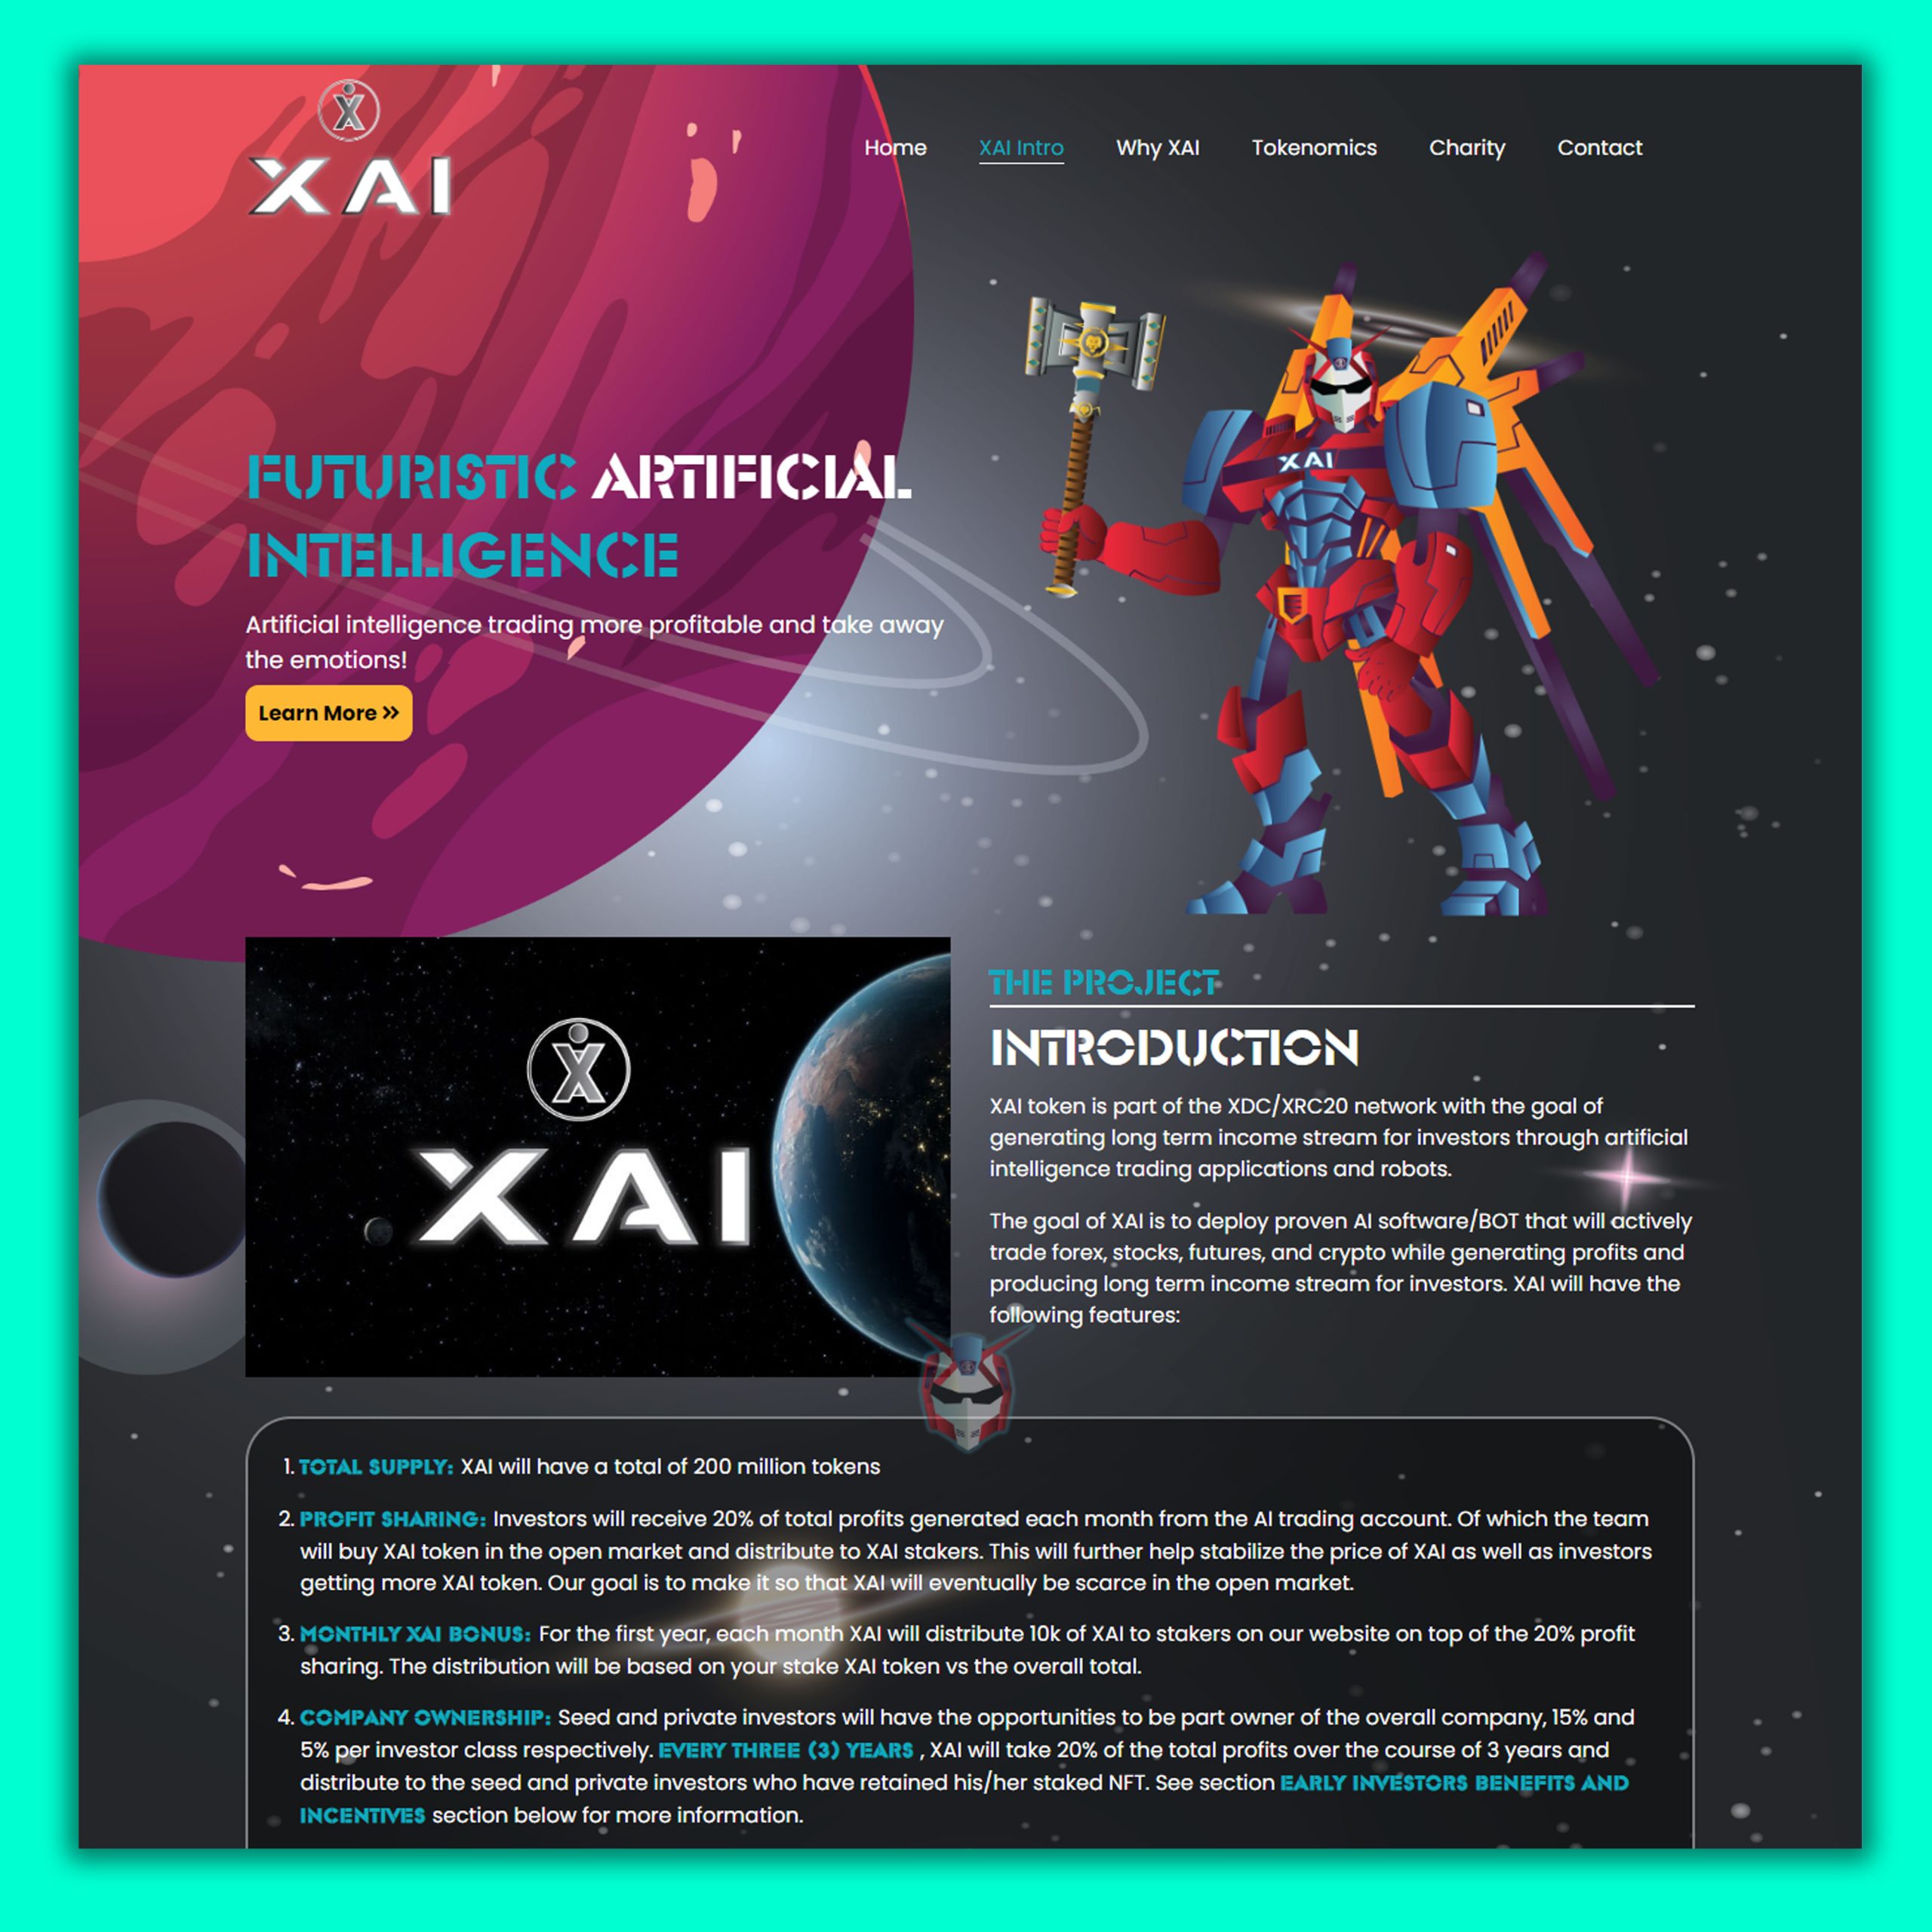 XAI
Home XAI Intro Why XAI Tokenomics Charity Contact
XAI
FUTURISTIC ARTIFICIAL
INTELLIGENCE
Artificial intelligence trading more profitable and take away
the emotions!
Learn More »
XAI
THE PROJECT
INTRODUCTION
XAI token is part of the XDC/XRC20 network with the goal of
generating long term income stream for investors through artificial
intelligence trading applications and robots.
The goal of XAI is to deploy proven AI software/BOT that will actively
trade forex, stocks, futures, and crypto while generating profits and
producing long term income stream for investors. XAI will have the
following features:
1. TOTAL SUPPLY: XAI will have a total of 200 million tokens
2. PROFIT SHARING: Investors will receive 20% of total profits generated each month from the AI trading account. Of which the team
will buy XAI token in the open market and distribute to XAI stakers. This will further help stabilize the price of XAI as well as investors
getting more XAI token. Our goal is to make it so that XAI will eventually be scarce in the open market.
3. MONTHLY XAI BONUS: For the first year, each month XAI will distribute 10k of XAI to stakers on our website on top of the 20% profit
sharing. The distribution will be based on your stake XAI token vs the overall total.
4. COMPANY OWNERSHIP: Seed and private investors will have the opportunities to be part owner of the overall company, 15% and
5% per investor class respectively. EVERY THREE (3) YEARS , XAI will take 20% of the total profits over the course of 3 years and
distribute to the seed and private investors who have retained his/her staked NFT. See section EARLY INVESTORS BENEFITS AND
INCENTIVES section below for more information.